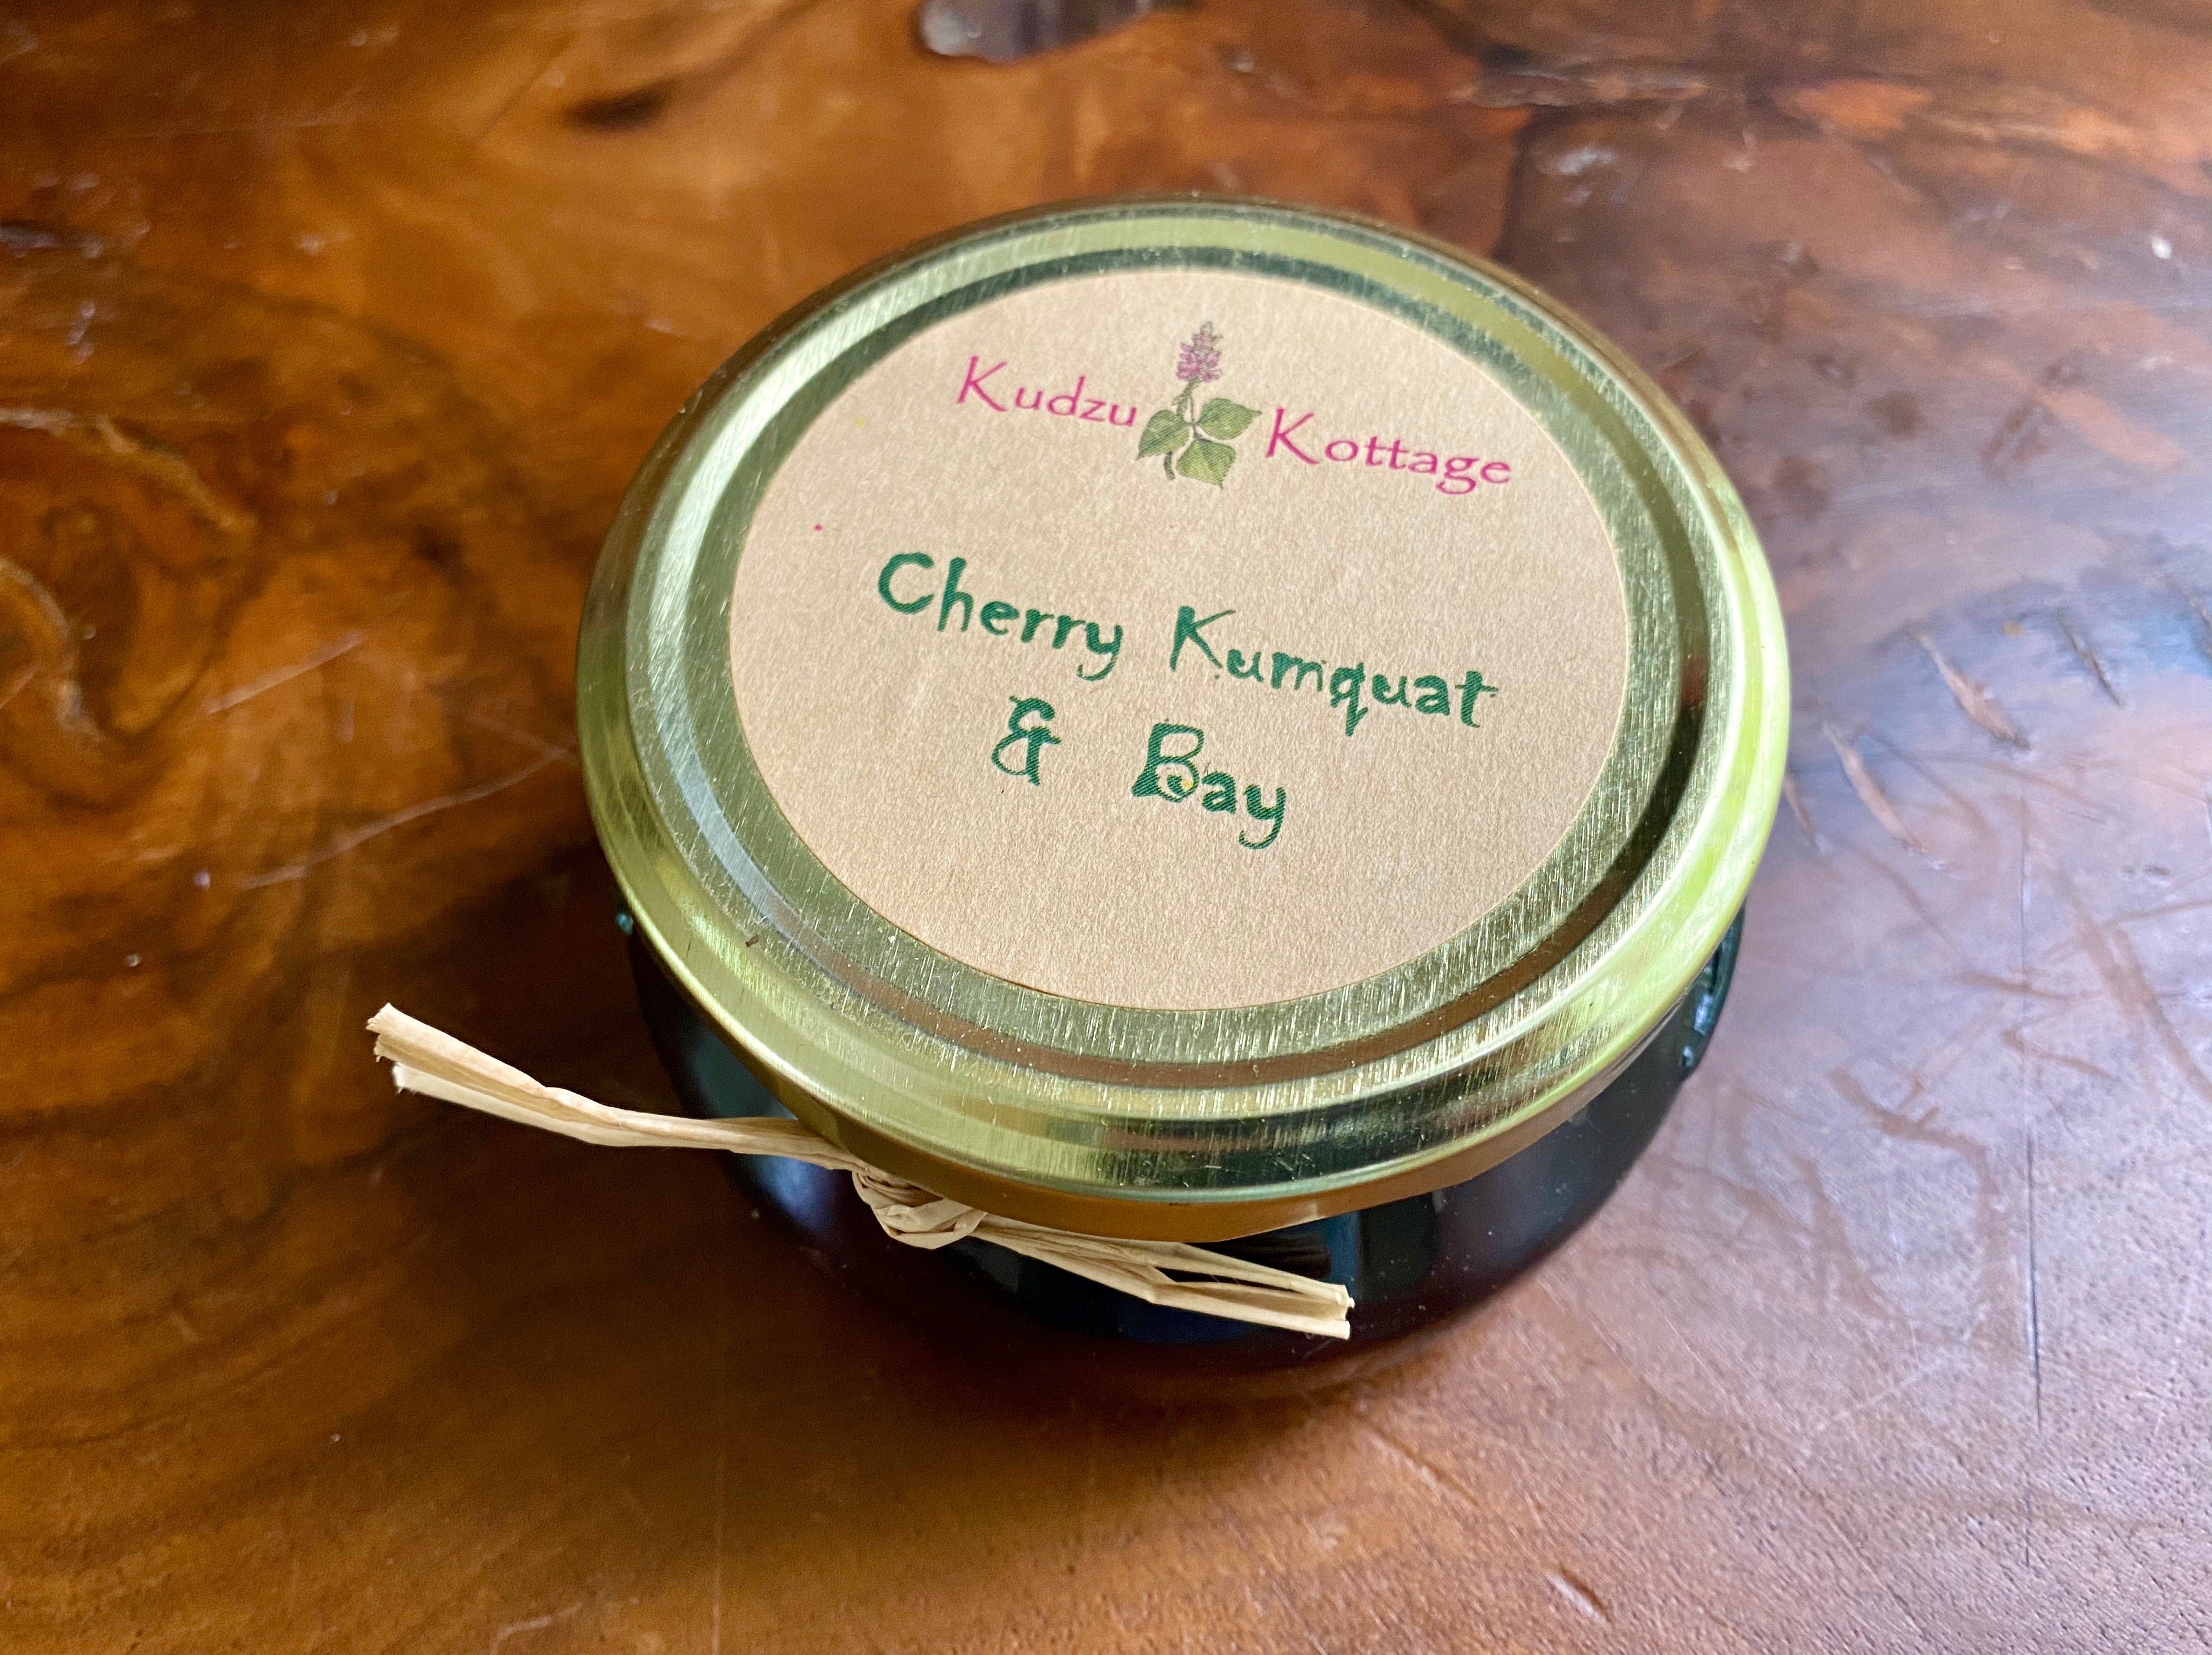 Kudzu Kottage
Cherry Kumquat
& Bay